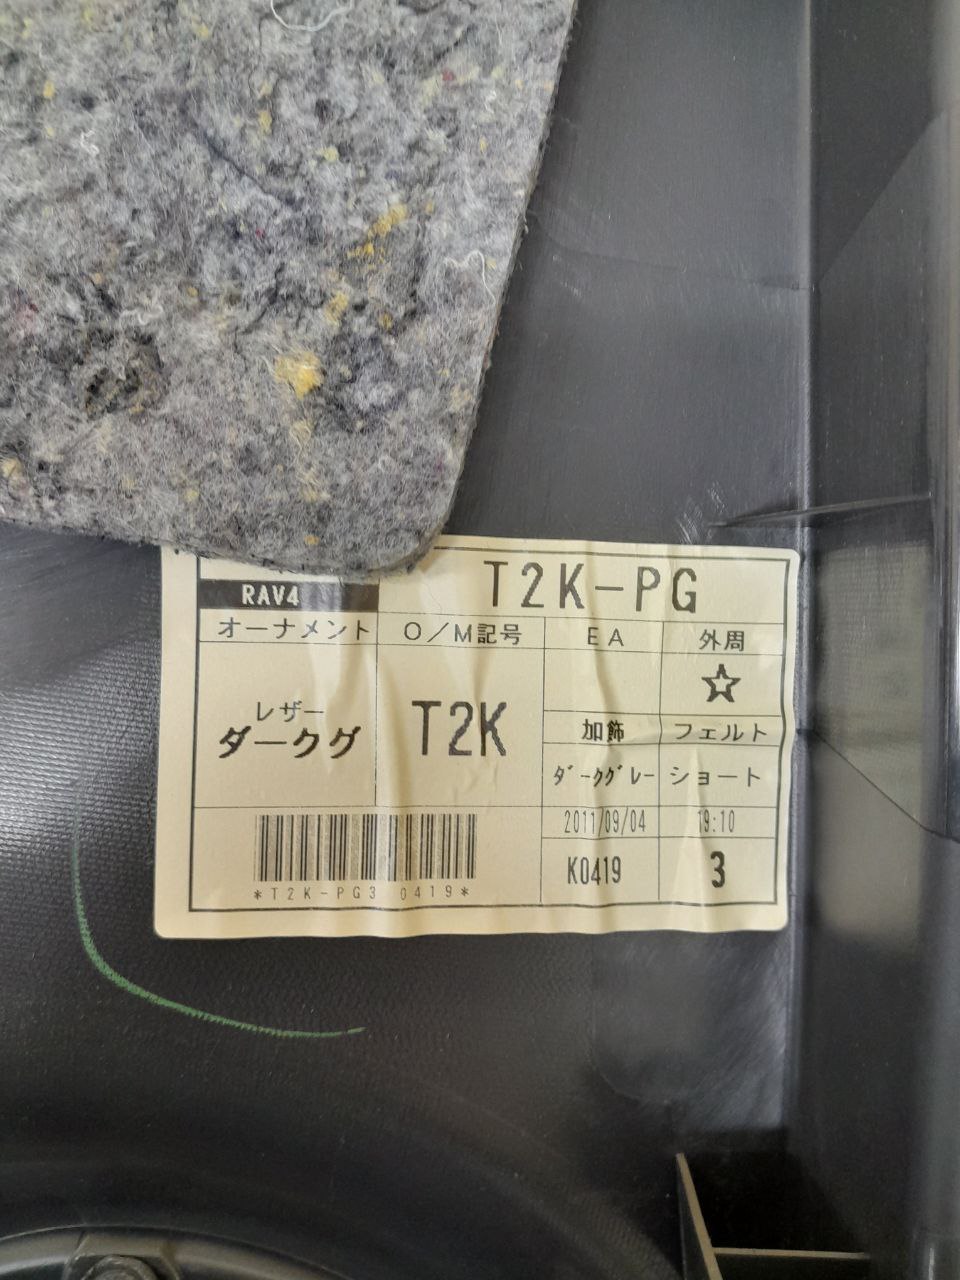 T2K-PG
RAV4
オーナメント O/M記号 EA 外周
☆
レザー
ダークグ T2K
加飾 フェルト
ﾀﾞｰｸｸﾞﾚｰ ショート
2011/09/04 19:10
K0419 3
*T2K-PG3 0419*